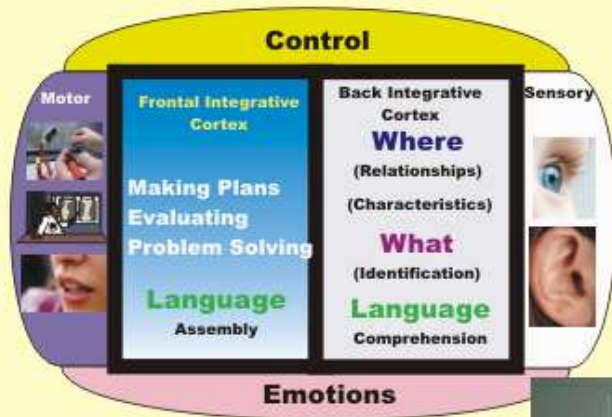 Control
Motor
Frontal Integrative
Cortex
Making Plans
Evaluating
Problem Solving
Language
Assembly
Back Integrative
Cortex
Where
(Relationships)
(Characteristics)
What
(Identification)
Language
Comprehension
Sensory
Emotions